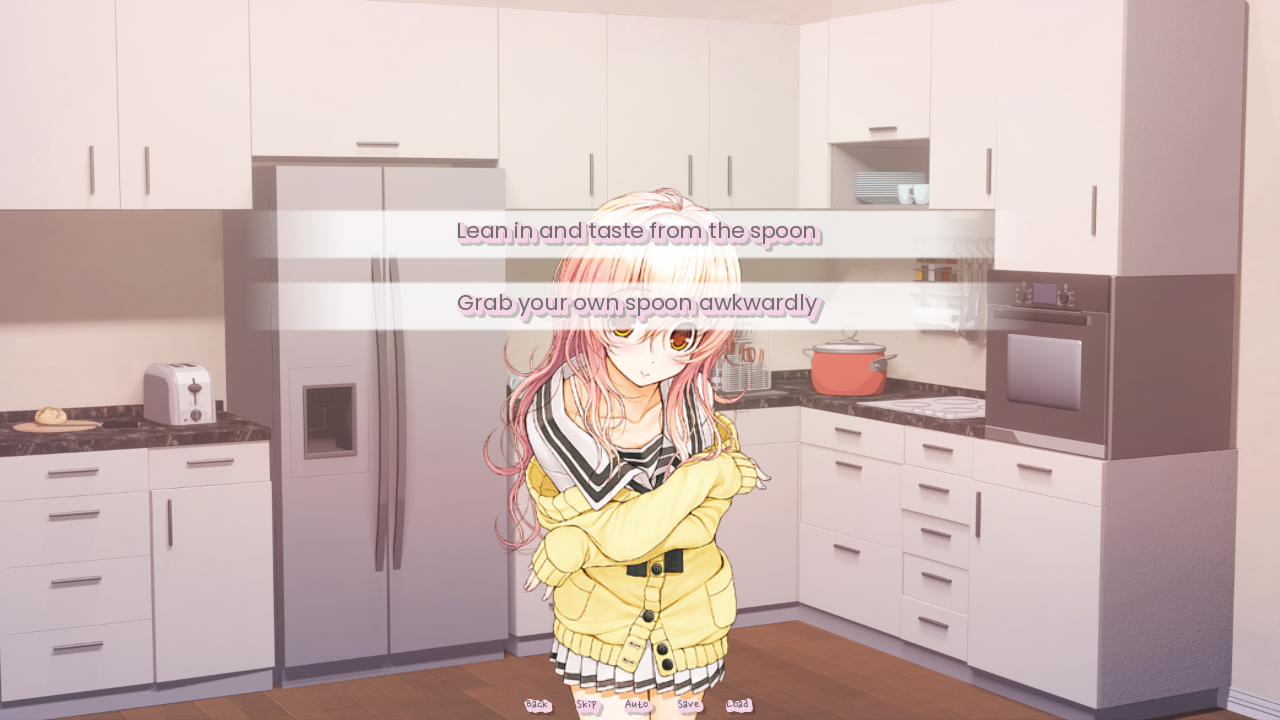 Lean in and taste from the spoon
Grab your own spoon awkwardly
Back Skip Auto Save Load